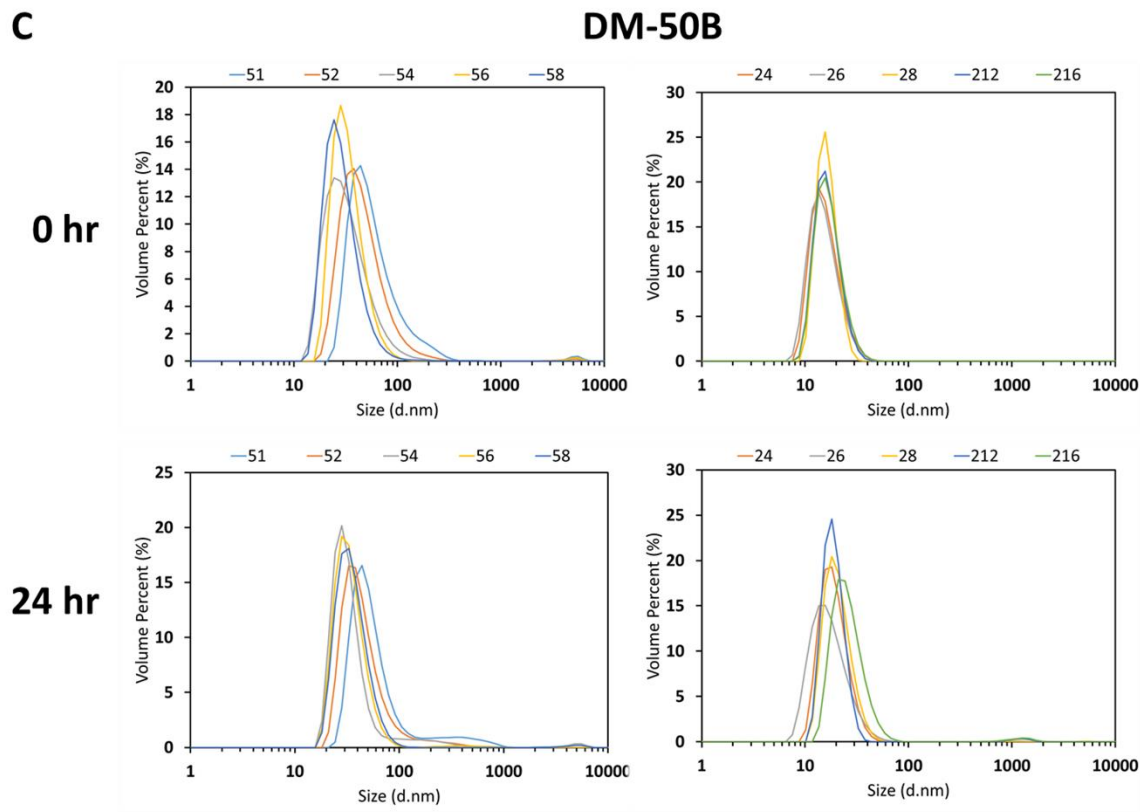 C
DM-50B
0 hr
51 52 54 56 58
Volume Percent (%)
20
18
16
14
12
10
8
6
4
2
0
1 10 100 1000 10000
Size (d.nm)
24 26 28 212 216
Volume Percent (%)
30
25
20
15
10
5
0
1 10 100 1000 10000
Size (d.nm)
24 hr
51 52 54 56 58
Volume Percent (%)
25
20
15
10
5
0
1 10 100 1000 10000
Size (d.nm)
24 26 28 212 216
Volume Percent (%)
30
25
20
15
10
5
0
1 10 100 1000 10000
Size (d.nm)